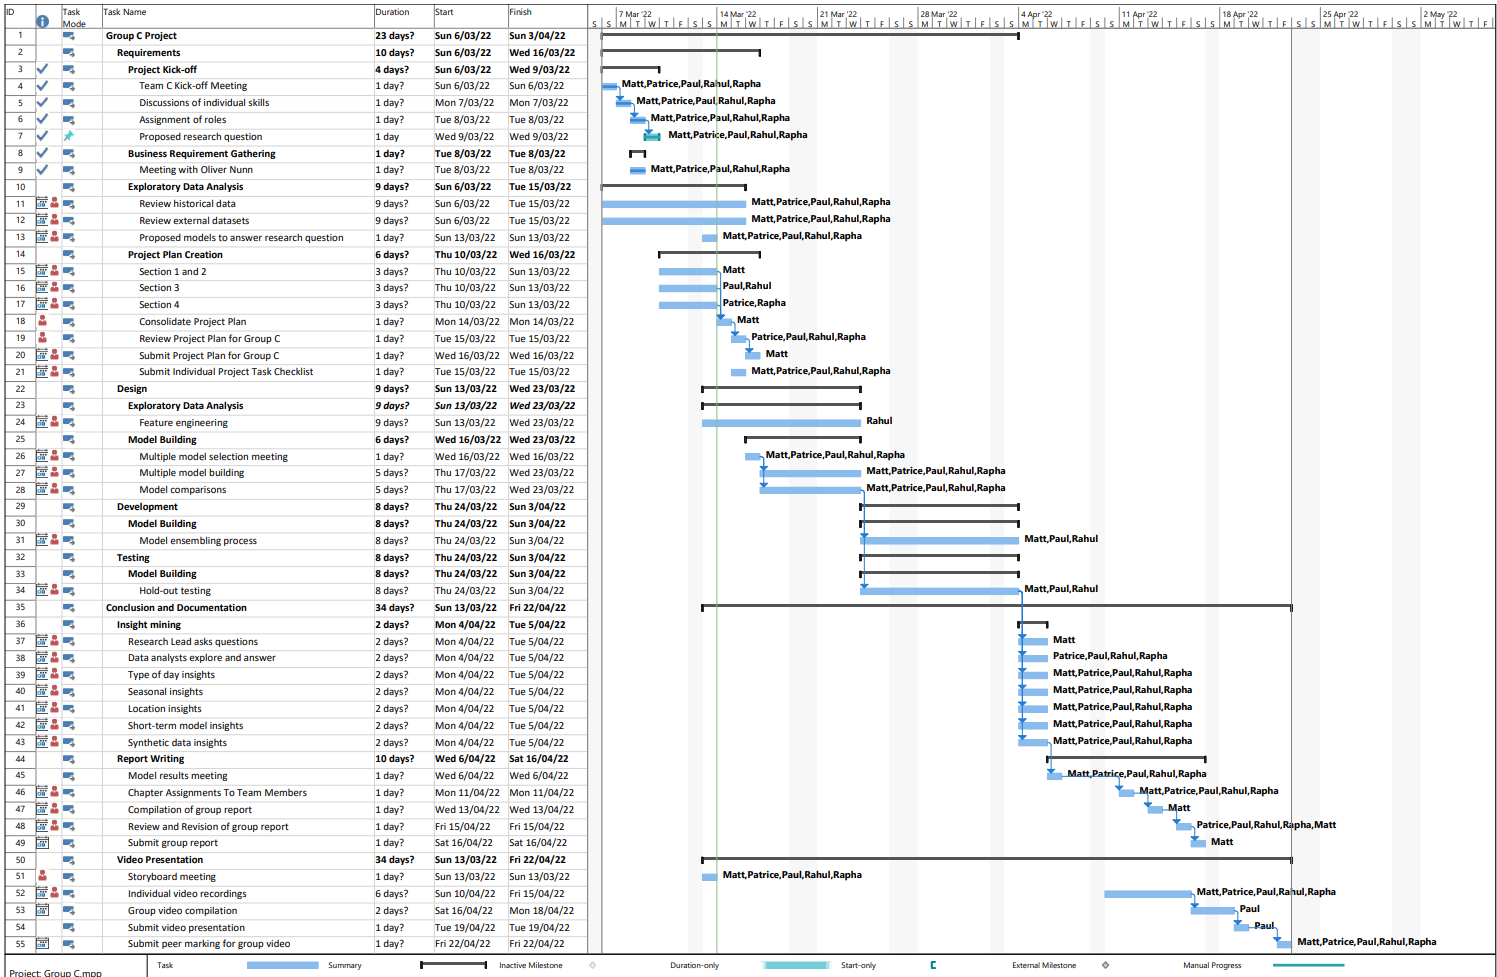 ID Task Mode Task Name Duration Start Finish 7 Mar '22 14 Mar '22 21 Mar '22 28 Mar '22 4 Apr '22 11 Apr '22 18 Apr '22 25 Apr '22 2 May '22
S S M T W T F S S M T W T F S S M T W T F S S M T W T F S S M T W T F S S M T W T F S S M T W T F S S M T W T F S S M T W T F
1 Group C Project 23 days? Sun 6/03/22 Sun 3/04/22
2 Requirements 10 days? Sun 6/03/22 Wed 16/03/22
3 Project Kick-off 4 days? Sun 6/03/22 Wed 9/03/22
4 Team C Kick-off Meeting 1 day? Sun 6/03/22 Sun 6/03/22 Matt,Patrice,Paul,Rahul,Rapha
5 Discussions of individual skills 1 day? Mon 7/03/22 Mon 7/03/22 Matt,Patrice,Paul,Rahul,Rapha
6 Assignment of roles 1 day? Tue 8/03/22 Tue 8/03/22 Matt,Patrice,Paul,Rahul,Rapha
7 Proposed research question 1 day Wed 9/03/22 Wed 9/03/22 Matt,Patrice,Paul,Rahul,Rapha
8 Business Requirement Gathering 1 day? Tue 8/03/22 Tue 8/03/22
9 Meeting with Oliver Nunn 1 day? Tue 8/03/22 Tue 8/03/22 Matt,Patrice,Paul,Rahul,Rapha
10 Exploratory Data Analysis 9 days? Sun 6/03/22 Tue 15/03/22
11 Review historical data 9 days? Sun 6/03/22 Tue 15/03/22 Matt,Patrice,Paul,Rahul,Rapha
12 Review external datasets 9 days? Sun 6/03/22 Tue 15/03/22 Matt,Patrice,Paul,Rahul,Rapha
13 Proposed models to answer research question 1 day? Sun 13/03/22 Sun 13/03/22 Matt,Patrice,Paul,Rahul,Rapha
14 Project Plan Creation 6 days? Thu 10/03/22 Wed 16/03/22
15 Section 1 and 2 3 days? Thu 10/03/22 Sun 13/03/22 Matt
16 Section 3 3 days? Thu 10/03/22 Sun 13/03/22 Paul,Rahul
17 Section 4 3 days? Thu 10/03/22 Sun 13/03/22 Patrice,Rapha
18 Consolidate Project Plan 1 day? Mon 14/03/22 Mon 14/03/22 Matt
19 Review Project Plan for Group C 1 day? Tue 15/03/22 Tue 15/03/22 Patrice,Paul,Rahul,Rapha
20 Submit Project Plan for Group C 1 day? Wed 16/03/22 Wed 16/03/22 Matt
21 Submit Individual Project Task Checklist 1 day? Tue 15/03/22 Tue 15/03/22 Matt,Patrice,Paul,Rahul,Rapha
22 Design 9 days? Sun 13/03/22 Wed 23/03/22
23 Exploratory Data Analysis 9 days? Sun 13/03/22 Wed 23/03/22
24 Feature engineering 9 days? Sun 13/03/22 Wed 23/03/22 Rahul
25 Model Building 6 days? Wed 16/03/22 Wed 23/03/22
26 Multiple model selection meeting 1 day? Wed 16/03/22 Wed 16/03/22 Matt,Patrice,Paul,Rahul,Rapha
27 Multiple model building 5 days? Thu 17/03/22 Wed 23/03/22 Matt,Patrice,Paul,Rahul,Rapha
28 Model comparisons 5 days? Thu 17/03/22 Wed 23/03/22 Matt,Patrice,Paul,Rahul,Rapha
29 Development 8 days? Thu 24/03/22 Sun 3/04/22
30 Model Building 8 days? Thu 24/03/22 Sun 3/04/22
31 Model ensembling process 8 days? Thu 24/03/22 Sun 3/04/22 Matt,Paul,Rahul
32 Testing 8 days? Thu 24/03/22 Sun 3/04/22
33 Model Building 8 days? Thu 24/03/22 Sun 3/04/22
34 Hold-out testing 8 days? Thu 24/03/22 Sun 3/04/22 Matt,Paul,Rahul
35 Conclusion and Documentation 34 days? Sun 13/03/22 Fri 22/04/22
36 Insight mining 2 days? Mon 4/04/22 Tue 5/04/22
37 Research Lead asks questions 2 days? Mon 4/04/22 Tue 5/04/22 Matt
38 Data analysts explore and answer 2 days? Mon 4/04/22 Tue 5/04/22 Patrice,Paul,Rahul,Rapha
39 Type of day insights 2 days? Mon 4/04/22 Tue 5/04/22 Matt,Patrice,Paul,Rahul,Rapha
40 Seasonal insights 2 days? Mon 4/04/22 Tue 5/04/22 Matt,Patrice,Paul,Rahul,Rapha
41 Location insights 2 days? Mon 4/04/22 Tue 5/04/22 Matt,Patrice,Paul,Rahul,Rapha
42 Short-term model insights 2 days? Mon 4/04/22 Tue 5/04/22 Matt,Patrice,Paul,Rahul,Rapha
43 Synthetic data insights 2 days? Mon 4/04/22 Tue 5/04/22 Matt,Patrice,Paul,Rahul,Rapha
44 Report Writing 10 days? Wed 6/04/22 Sat 16/04/22
45 Model results meeting 1 day? Wed 6/04/22 Wed 6/04/22 Matt,Patrice,Paul,Rahul,Rapha
46 Chapter Assignments To Team Members 1 day? Mon 11/04/22 Mon 11/04/22 Matt,Patrice,Paul,Rahul,Rapha
47 Compilation of group report 1 day? Wed 13/04/22 Wed 13/04/22 Matt
48 Review and Revision of group report 1 day? Fri 15/04/22 Fri 15/04/22 Patrice,Paul,Rahul,Rapha,Matt
49 Submit group report 1 day? Sat 16/04/22 Sat 16/04/22 Matt
50 Video Presentation 34 days? Sun 13/03/22 Fri 22/04/22
51 Storyboard meeting 1 day? Sun 13/03/22 Sun 13/03/22 Matt,Patrice,Paul,Rahul,Rapha
52 Individual video recordings 6 days? Sun 10/04/22 Fri 15/04/22 Matt,Patrice,Paul,Rahul,Rapha
53 Group video compilation 2 days? Sat 16/04/22 Mon 18/04/22 Paul
54 Submit video presentation 1 day? Tue 19/04/22 Tue 19/04/22 Paul
55 Submit peer marking for group video 1 day? Fri 22/04/22 Fri 22/04/22 Matt,Patrice,Paul,Rahul,Rapha
Project: Group C.mpp
Task Summary Inactive Milestone Duration-only Start-only External Milestone Manual Progress